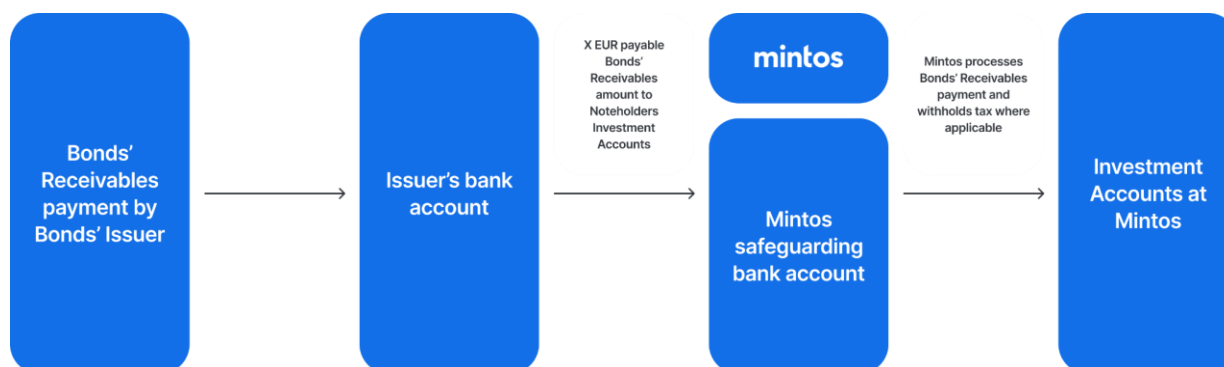 Bonds'
Receivables
payment by
Bonds' Issuer
Issuer's bank
account
X EUR payable
Bonds'
Receivables
amount to
Noteholders
Investment
Accounts
mintos
Mintos
safeguarding
bank account
Mintos processes
Bonds' Receivables
payment and
withholds tax where
applicable
Investment
Accounts at
Mintos